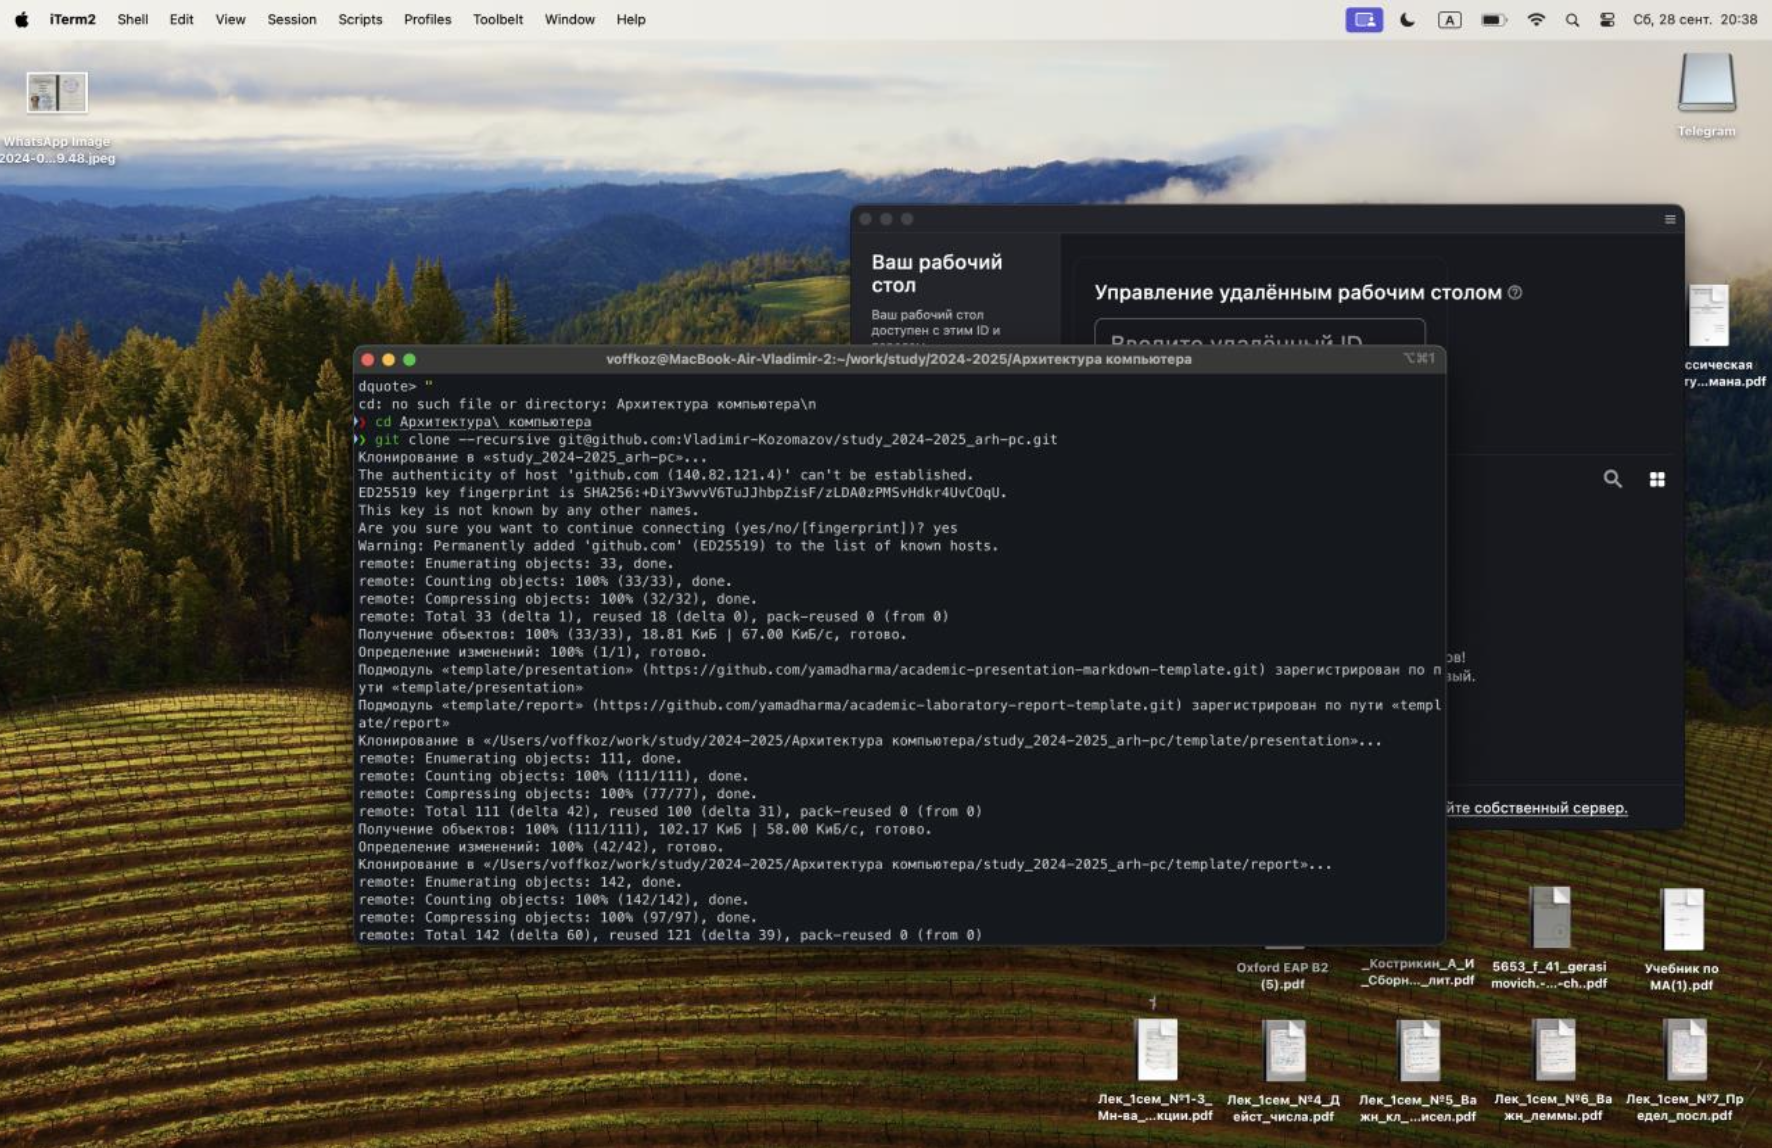 iTerm2 Shell Edit View Session Scripts Profiles Toolbelt Window Help
A
Сб, 28 сент. 20:38
WhatsApp Image
2024-0...9.48.jpeg
Telegram
Ваш рабочий
стол
Ваш рабочий стол
доступен с этим ID и
Управление удалённым рабочим столом
Введите удалённый ID
ссическая
ту...мана.pdf
voffkoz@MacBook-Air-Vladimir-2:~/work/study/2024-2025/Архитектура компьютера
⌥⌘1
dquote> "
cd: no such file or directory: Архитектура компьютера\n
cd Архитектура\ компьютера
git clone --recursive git@github.com:Vladimir-Kozomazov/study_2024-2025_arh-pc.git
Клонирование в «study_2024-2025_arh-pc»...
The authenticity of host 'github.com (140.82.121.4)' can't be established.
ED25519 key fingerprint is SHA256:+DiY3wvvV6TuJJhbpZisF/zLDA0zPMSvHdkr4UvCOqU.
This key is not known by any other names.
Are you sure you want to continue connecting (yes/no/[fingerprint])? yes
Warning: Permanently added 'github.com' (ED25519) to the list of known hosts.
remote: Enumerating objects: 33, done.
remote: Counting objects: 100% (33/33), done.
remote: Compressing objects: 100% (32/32), done.
remote: Total 33 (delta 1), reused 18 (delta 0), pack-reused 0 (from 0)
Получение объектов: 100% (33/33), 18.81 КиБ | 67.00 КиБ/с, готово.
Определение изменений: 100% (1/1), готово.
Подмодуль «template/presentation» (https://github.com/yamadharma/academic-presentation-markdown-template.git) зарегистрирован по п
ути «template/presentation»
Подмодуль «template/report» (https://github.com/yamadharma/academic-laboratory-report-template.git) зарегистрирован по пути «templ
ate/report»
Клонирование в «/Users/voffkoz/work/study/2024-2025/Архитектура компьютера/study_2024-2025_arh-pc/template/presentation»...
remote: Enumerating objects: 111, done.
remote: Counting objects: 100% (111/111), done.
remote: Compressing objects: 100% (77/77), done.
remote: Total 111 (delta 42), reused 100 (delta 31), pack-reused 0 (from 0)
Получение объектов: 100% (111/111), 102.17 КиБ | 58.00 КиБ/с, готово.
Определение изменений: 100% (42/42), готово.
Клонирование в «/Users/voffkoz/work/study/2024-2025/Архитектура компьютера/study_2024-2025_arh-pc/template/report»...
remote: Enumerating objects: 142, done.
remote: Counting objects: 100% (142/142), done.
remote: Compressing objects: 100% (97/97), done.
remote: Total 142 (delta 60), reused 121 (delta 39), pack-reused 0 (from 0)
ов!
вый.
йте собственный сервер.
Oxford EAP B2
(5).pdf
_Кострикин_А_И
_Сборн..._лит.pdf
5653_f_41_gerasi
movich.-...-ch..pdf
Учебник по
МА(1).pdf
Лек_1сем_№1-3_
Мн-ва_...кции.pdf
Лек_1сем_№4_Д
ейст_числа.pdf
Лек_1сем_№5_Ва
жн_кл_...исел.pdf
Лек_1сем_№6_Ва
жн_леммы.pdf
Лек_1сем_№7_Пр
едел_посл.pdf